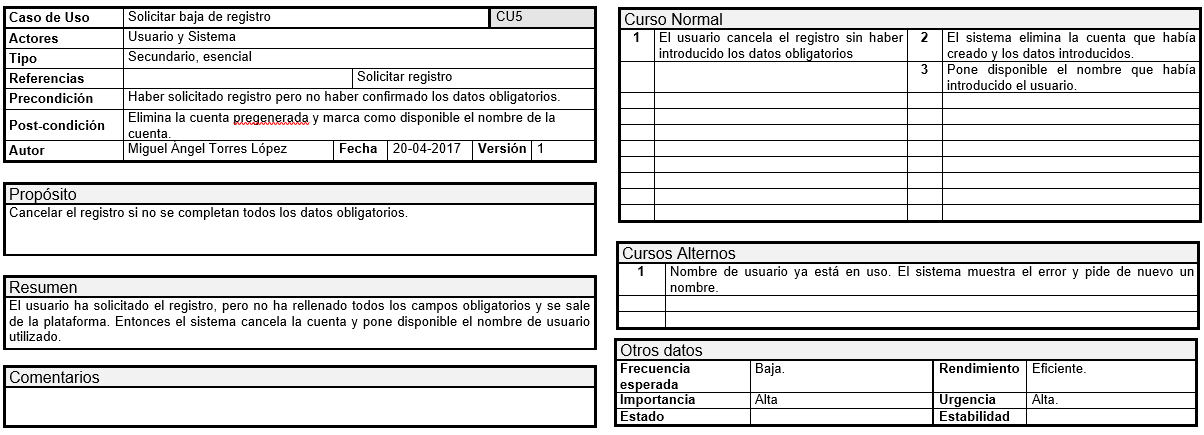 Caso de Uso Solicitar baja de registro CU5
Actores Usuario y Sistema
Tipo Secundario, esencial
Referencias Solicitar registro
Precondición Haber solicitado registro pero no haber confirmado los datos obligatorios.
Post-condición Elimina la cuenta pregenerada y marca como disponible el nombre de la
cuenta.
Autor Miguel Ángel Torres López Fecha 20-04-2017 Versión 1
Propósito
Cancelar el registro si no se completan todos los datos obligatorios.
Resumen
El usuario ha solicitado el registro, pero no ha rellenado todos los campos obligatorios y se sale
de la plataforma. Entonces el sistema cancela la cuenta y pone disponible el nombre de usuario
utilizado.
Comentarios
Curso Normal
1 El usuario cancela el registro sin haber
introducido los datos obligatorios
2 El sistema elimina la cuenta que había
creado y los datos introducidos.
3 Pone disponible el nombre que había
introducido el usuario.
Cursos Alternos
1 Nombre de usuario ya está en uso. El sistema muestra el error y pide de nuevo un
nombre.
Otros datos
Frecuencia
esperada
Baja. Rendimiento Eficiente.
Importancia Alta Urgencia Alta.
Estado Estabilidad